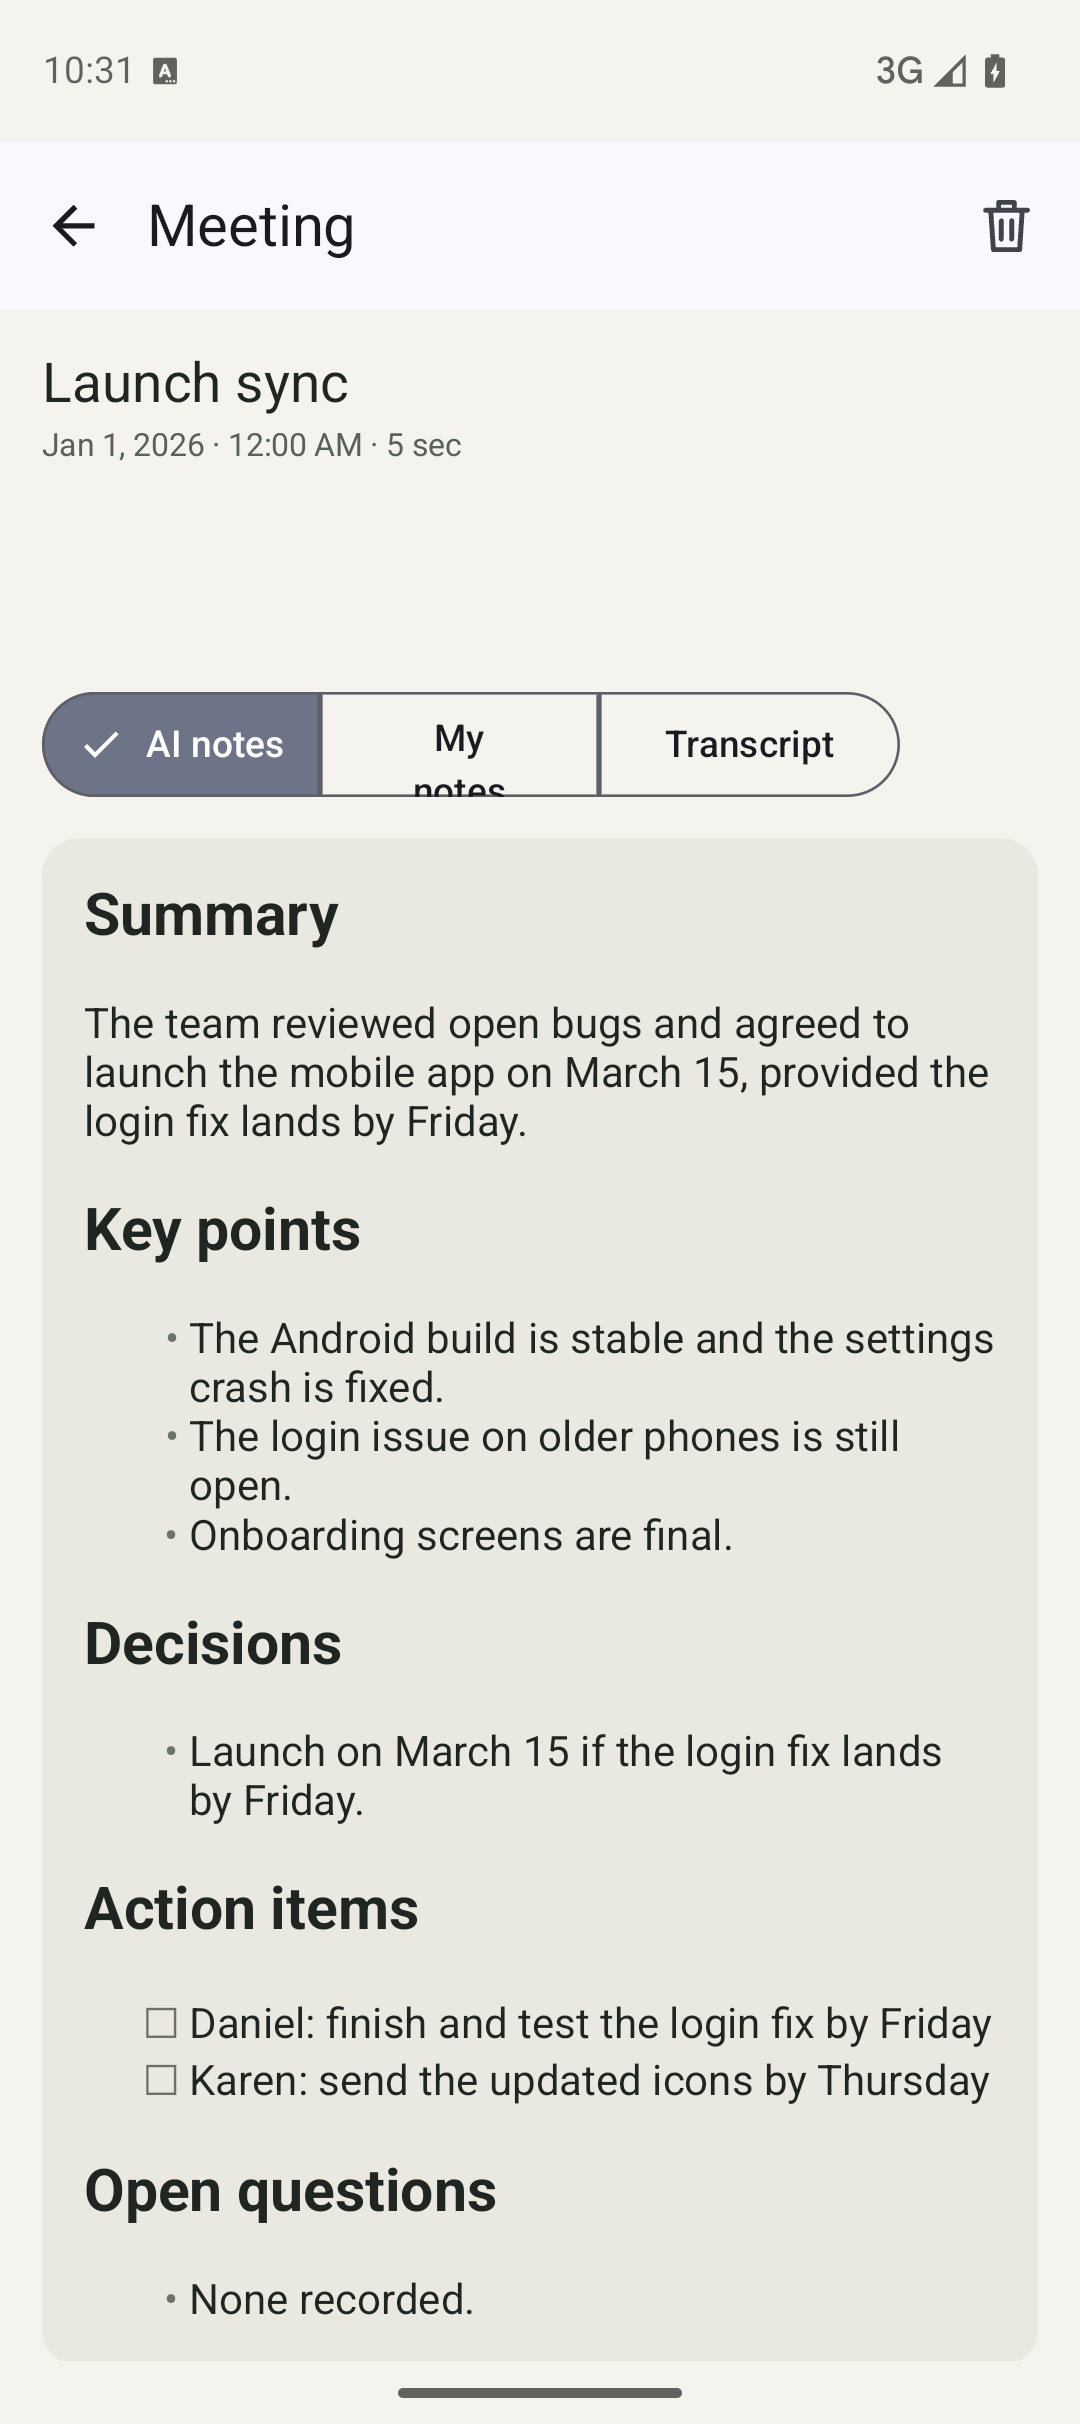 10:31
3G
Meeting
Launch sync
Jan 1, 2026 · 12:00 AM · 5 sec
AI notes
My
notes
Transcript
Summary
The team reviewed open bugs and agreed to
launch the mobile app on March 15, provided the
login fix lands by Friday.
Key points
• The Android build is stable and the settings
crash is fixed.
• The login issue on older phones is still
open.
• Onboarding screens are final.
Decisions
• Launch on March 15 if the login fix lands
by Friday.
Action items
☐ Daniel: finish and test the login fix by Friday
☐ Karen: send the updated icons by Thursday
Open questions
• None recorded.